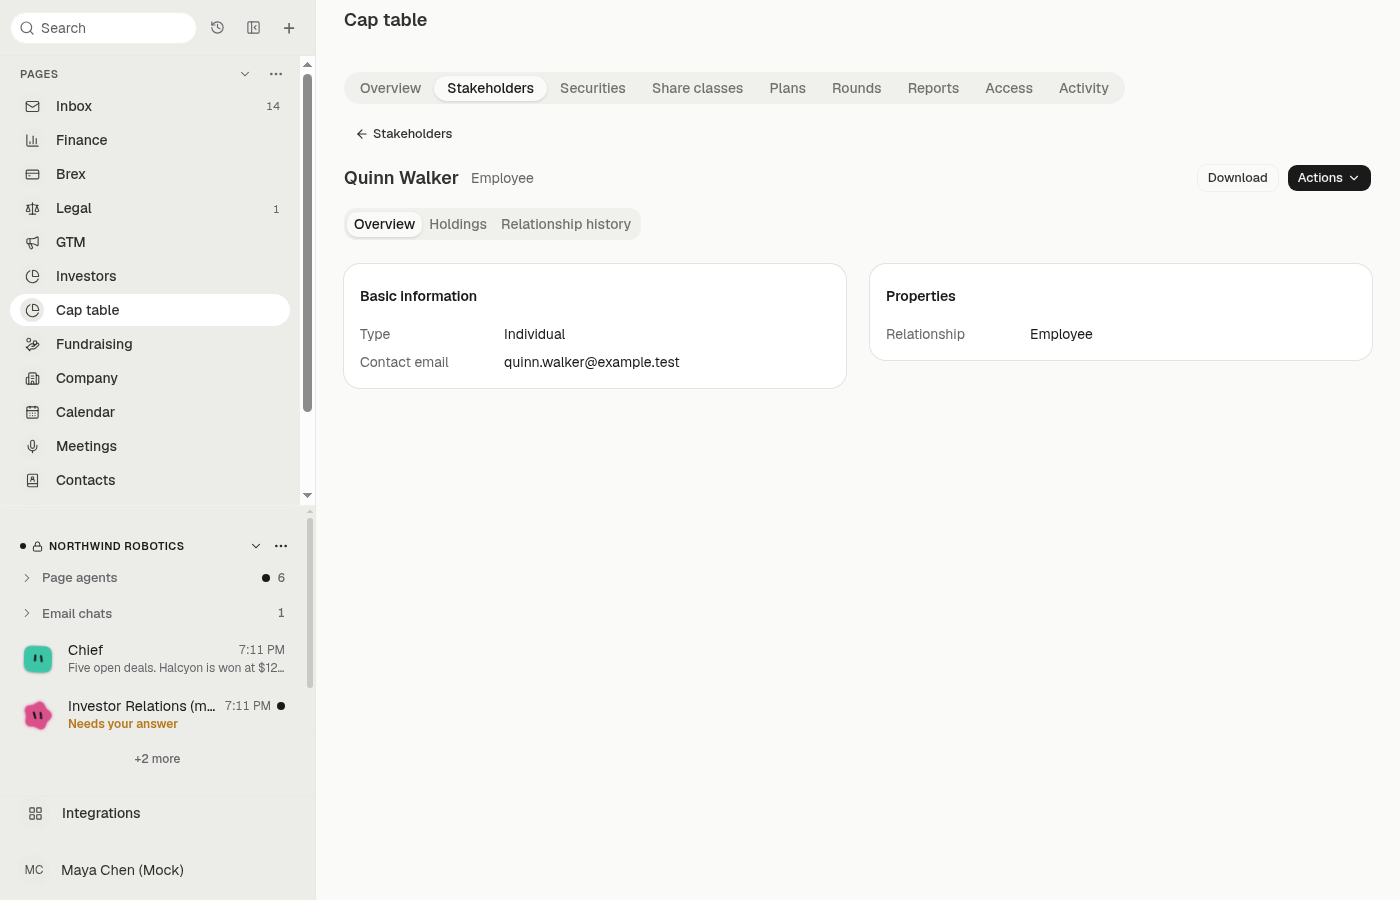 Search
PAGES
Inbox 14
Finance
Brex
Legal 1
GTM
Investors
Cap table
Fundraising
Company
Calendar
Meetings
Contacts
NORTHWIND ROBOTICS
Page agents 6
Email chats 1
Chief 7:11 PM
Five open deals. Halcyon is won at $12…
Investor Relations (m… 7:11 PM
Needs your answer
+2 more
Integrations
MC Maya Chen (Mock)
Cap table
Overview Stakeholders Securities Share classes Plans Rounds Reports Access Activity
Stakeholders
Quinn Walker Employee
Download Actions
Overview Holdings Relationship history
Basic information
Type Individual
Contact email quinn.walker@example.test
Properties
Relationship Employee